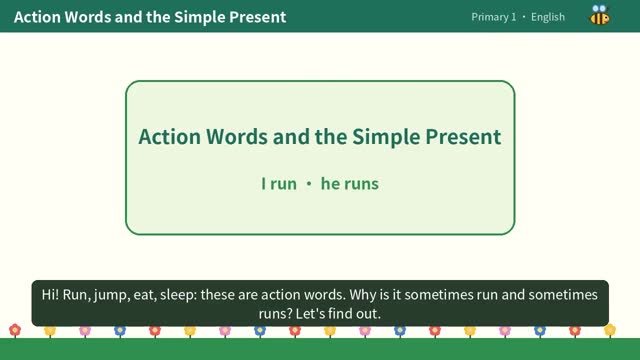 Action Words and the Simple Present
Primary 1 • English
Action Words and the Simple Present
I run • he runs
Hi! Run, jump, eat, sleep: these are action words. Why is it sometimes run and sometimes
runs? Let's find out.